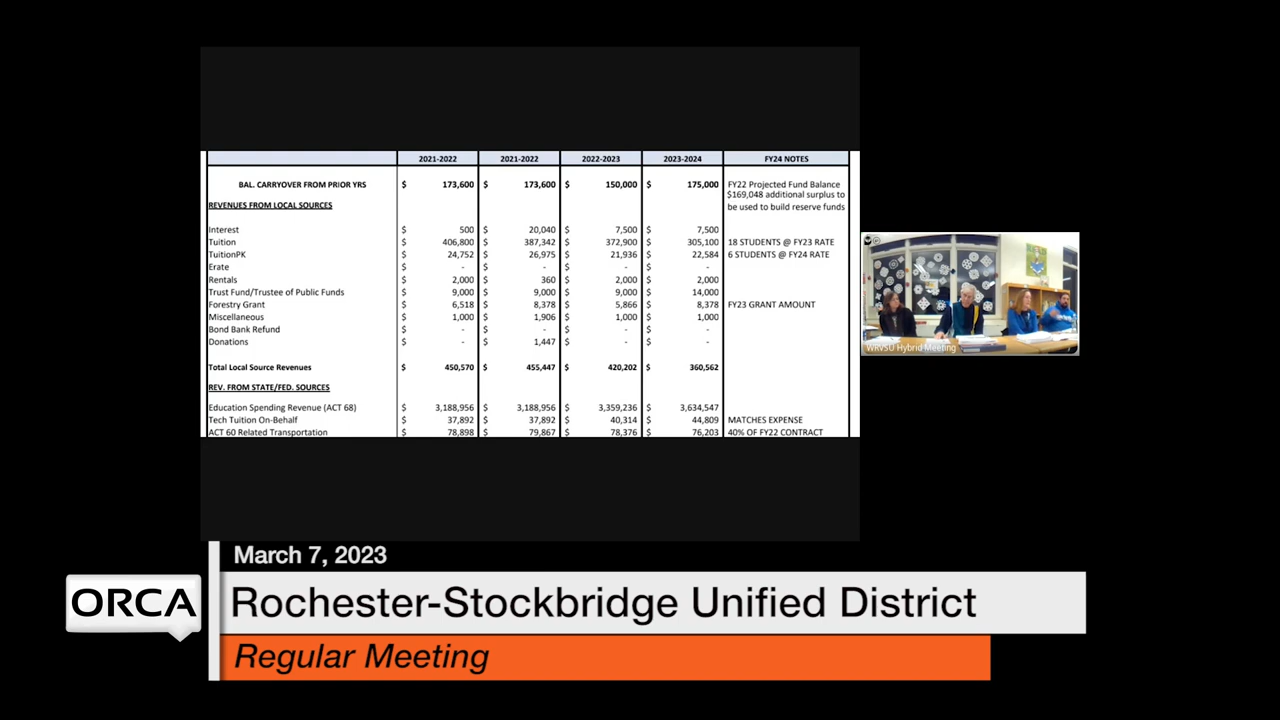 2021-2022 2021-2022 2022-2023 2023-2024 FY24 NOTES
BAL. CARRYOVER FROM PRIOR YRS $ 173,600 $ 173,600 $ 150,000 $ 175,000 FY22 Projected Fund Balance
$169,048 additional surplus to
REVENUES FROM LOCAL SOURCES be used to build reserve funds
Interest $ 500 $ 20,040 $ 7,500 $ 7,500
Tuition $ 406,800 $ 387,342 $ 372,900 $ 305,100 18 STUDENTS @ FY23 RATE
TuitionPK $ 24,752 $ 26,975 $ 21,936 $ 22,584 6 STUDENTS @ FY24 RATE
Erate $ - $ - $ - $ -
Rentals $ 2,000 $ 360 $ 2,000 $ 2,000
Trust Fund/Trustee of Public Funds $ 9,000 $ 9,000 $ 9,000 $ 14,000
Forestry Grant $ 6,518 $ 8,378 $ 5,866 $ 8,378 FY23 GRANT AMOUNT
Miscellaneous $ 1,000 $ 1,906 $ 1,000 $ 1,000
Bond Bank Refund $ - $ - $ - $ -
Donations $ - $ 1,447 $ - $ -
Total Local Source Revenues $ 450,570 $ 455,447 $ 420,202 $ 360,562
REV. FROM STATE/FED. SOURCES
Education Spending Revenue (ACT 68) $ 3,188,956 $ 3,188,956 $ 3,359,236 $ 3,634,547
Tech Tuition On-Behalf $ 37,892 $ 37,892 $ 40,314 $ 44,809 MATCHES EXPENSE
ACT 60 Related Transportation $ 78,898 $ 79,867 $ 78,376 $ 76,203 40% OF FY22 CONTRACT
WRVSU Hybrid Meeting
March 7, 2023
ORCA
Rochester-Stockbridge Unified District
Regular Meeting